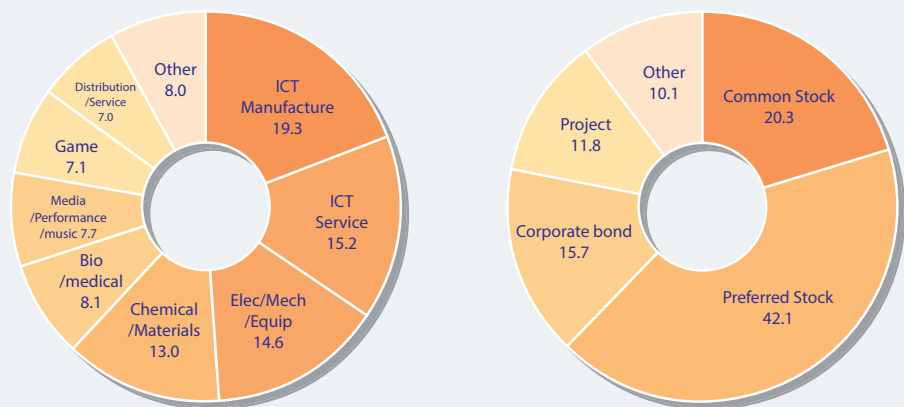 ICT
Manufacture
19.3
ICT
Service
15.2
Elec/Mech
/Equip
14.6
Chemical
/Materials
13.0
Bio
/medical
8.1
Media
/Performance
/music 7.7
Game
7.1
Distribution
/Service
7.0
Other
8.0
Common Stock
20.3
Preferred Stock
42.1
Corporate bond
15.7
Project
11.8
Other
10.1